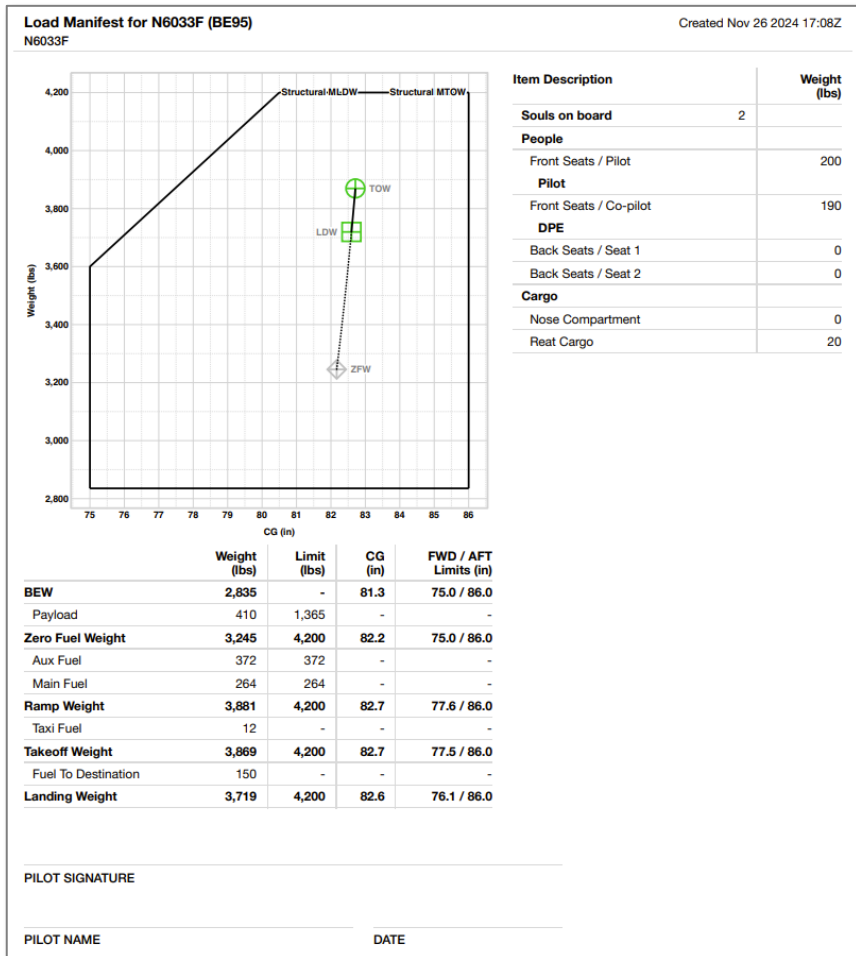 Load Manifest for N6033F (BE95)
Created Nov 26 2024 17:08Z
N6033F
4,200
4,000
3,800
3,600
3,400
3,200
3,000
2,800
Weight (lbs)
Structural MLDW
Structural MTOW
TOW
LDW
ZFW
75 76 77 78 79 80 81 82 83 84 85 86
CG (in)
Item Description Weight (lbs)
Souls on board 2
People
Front Seats / Pilot 200
Pilot
Front Seats / Co-pilot 190
DPE
Back Seats / Seat 1 0
Back Seats / Seat 2 0
Cargo
Nose Compartment 0
Reat Cargo 20
Weight (lbs) Limit (lbs) CG (in) FWD / AFT Limits (in)
BEW 2,835 - 81.3 75.0 / 86.0
Payload 410 1,365 - -
Zero Fuel Weight 3,245 4,200 82.2 75.0 / 86.0
Aux Fuel 372 372 - -
Main Fuel 264 264 - -
Ramp Weight 3,881 4,200 82.7 77.6 / 86.0
Taxi Fuel 12 - - -
Takeoff Weight 3,869 4,200 82.7 77.5 / 86.0
Fuel To Destination 150 - - -
Landing Weight 3,719 4,200 82.6 76.1 / 86.0
PILOT SIGNATURE
PILOT NAME DATE